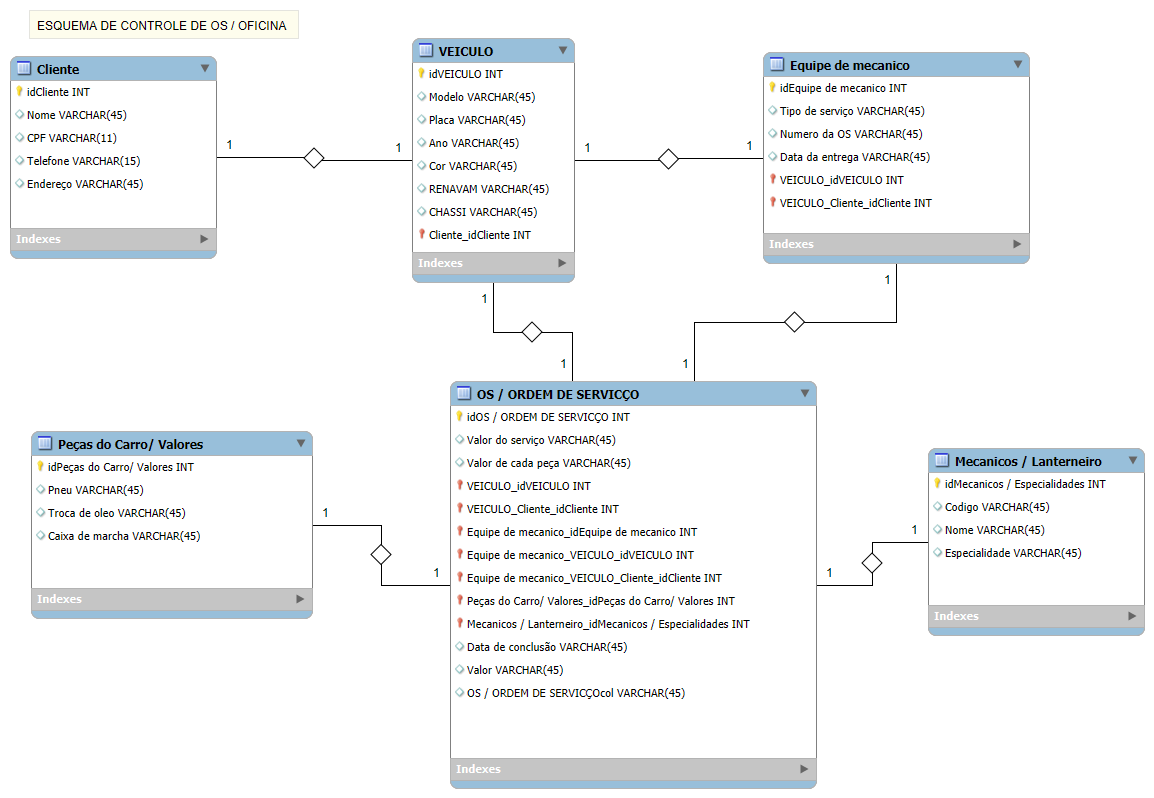 ESQUEMA DE CONTROLE DE OS / OFICINA
Cliente
idCliente INT
Nome VARCHAR(45)
CPF VARCHAR(11)
Telefone VARCHAR(15)
Endereço VARCHAR(45)
Indexes
1
1
VEICULO
idVEICULO INT
Modelo VARCHAR(45)
Placa VARCHAR(45)
Ano VARCHAR(45)
Cor VARCHAR(45)
RENAVAM VARCHAR(45)
CHASSI VARCHAR(45)
Cliente_idCliente INT
Indexes
1
1
Equipe de mecanico
idEquipe de mecanico INT
Tipo de serviço VARCHAR(45)
Numero da OS VARCHAR(45)
Data da entrega VARCHAR(45)
VEICULO_idVEICULO INT
VEICULO_Cliente_idCliente INT
Indexes
1
1
1
1
OS / ORDEM DE SERVICÇO
idOS / ORDEM DE SERVICÇO INT
Valor do serviço VARCHAR(45)
Valor de cada peça VARCHAR(45)
VEICULO_idVEICULO INT
VEICULO_Cliente_idCliente INT
Equipe de mecanico_idEquipe de mecanico INT
Equipe de mecanico_VEICULO_idVEICULO INT
Equipe de mecanico_VEICULO_Cliente_idCliente INT
Peças do Carro/ Valores_idPeças do Carro/ Valores INT
Mecanicos / Lanterneiro_idMecanicos / Especialidades INT
Data de conclusão VARCHAR(45)
Valor VARCHAR(45)
OS / ORDEM DE SERVICÇOcol VARCHAR(45)
Indexes
Peças do Carro/ Valores
idPeças do Carro/ Valores INT
Pneu VARCHAR(45)
Troca de oleo VARCHAR(45)
Caixa de marcha VARCHAR(45)
Indexes
1
1
Mecanicos / Lanterneiro
idMecanicos / Especialidades INT
Codigo VARCHAR(45)
Nome VARCHAR(45)
Especialidade VARCHAR(45)
Indexes
1
1